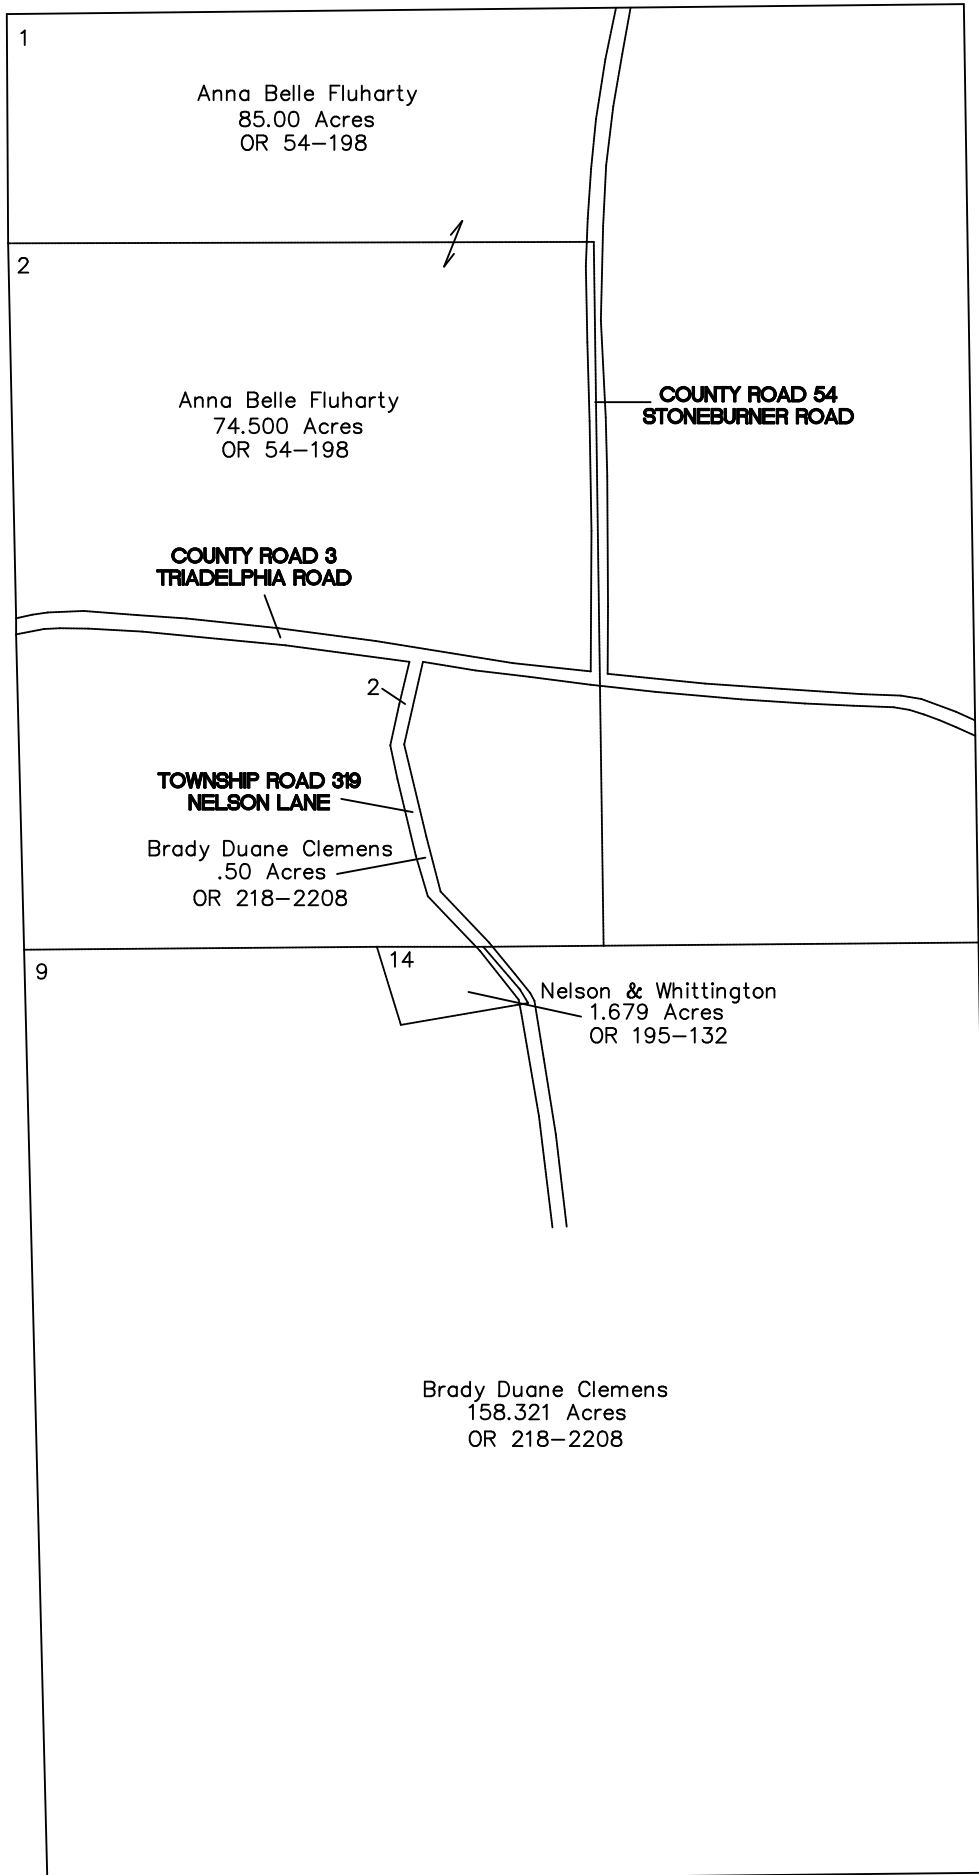 1
Anna Belle Fluharty
85.00 Acres
OR 54-198
2
Anna Belle Fluharty
74.500 Acres
OR 54-198
COUNTY ROAD 54
STONEBURNER ROAD
COUNTY ROAD 3
TRIADELPHIA ROAD
2
TOWNSHIP ROAD 319
NELSON LANE
Brady Duane Clemens
.50 Acres
OR 218-2208
9
14
Nelson & Whittington
1.679 Acres
OR 195-132
Brady Duane Clemens
158.321 Acres
OR 218-2208